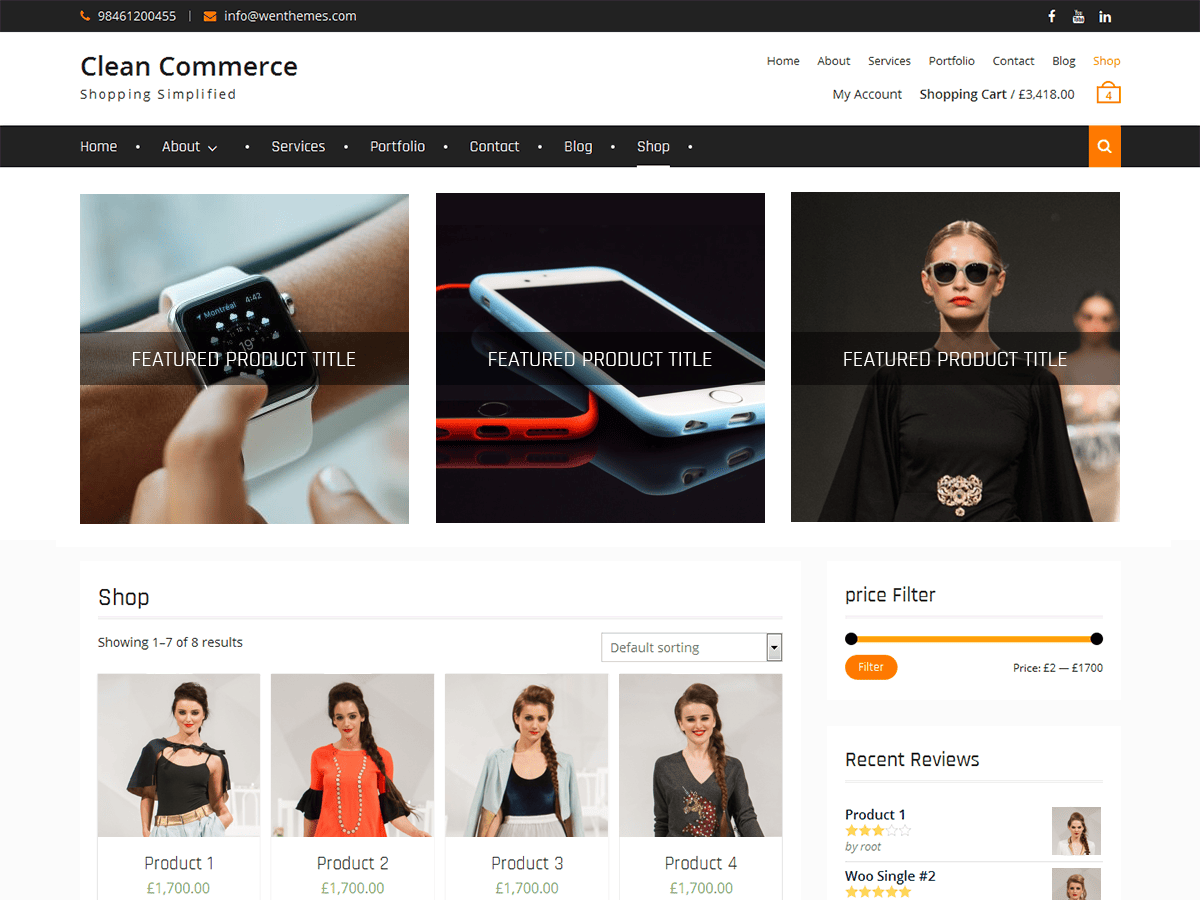 98461200455 | info@wenthemes.com
Clean Commerce
Shopping Simplified
Home About Services Portfolio Contact Blog Shop
My Account Shopping Cart / £3,418.00 4
Home • About • Services • Portfolio • Contact • Blog • Shop •
Montréal 4:42
19°
FEATURED PRODUCT TITLE
FEATURED PRODUCT TITLE
FEATURED PRODUCT TITLE
Shop
Showing 1–7 of 8 results
Default sorting
Product 1
£1,700.00
Product 2
£1,700.00
Product 3
£1,700.00
Product 4
£1,700.00
price Filter
Filter
Price: £2 — £1700
Recent Reviews
Product 1
by root
Woo Single #2